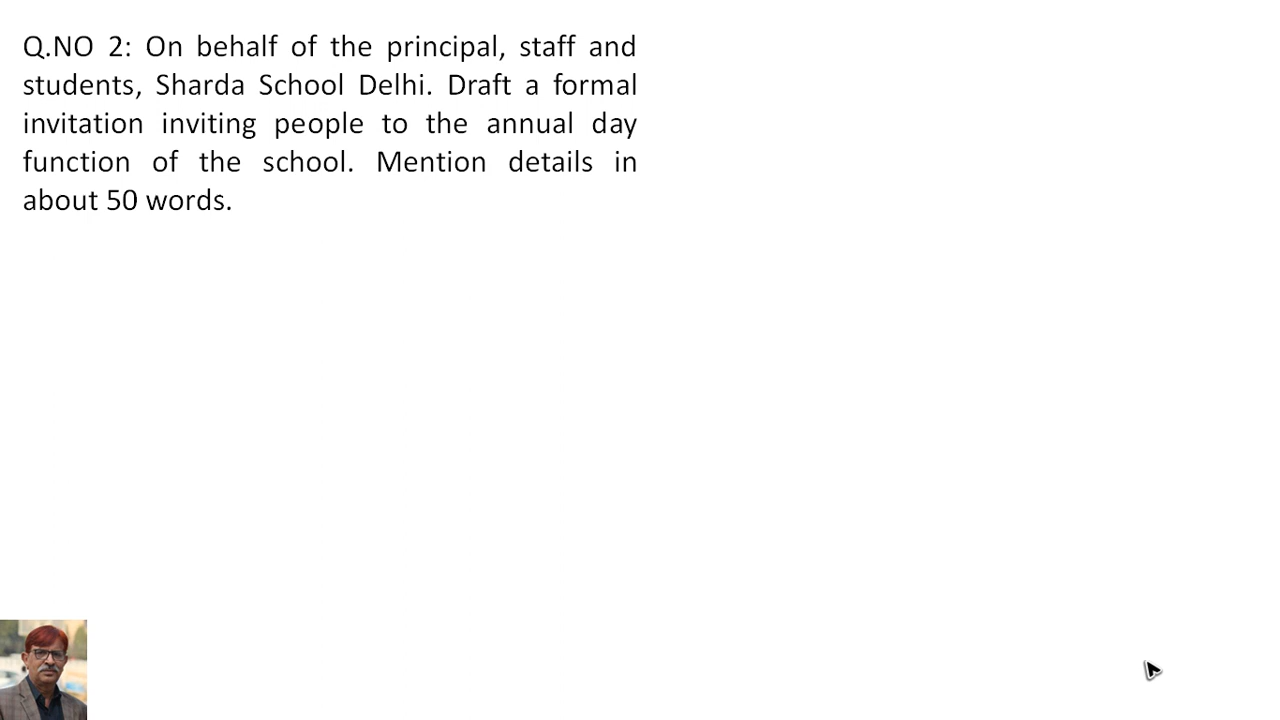 Q.NO 2: On behalf of the principal, staff and
students, Sharda School Delhi. Draft a formal
invitation inviting people to the annual day
function of the school. Mention details in
about 50 words.